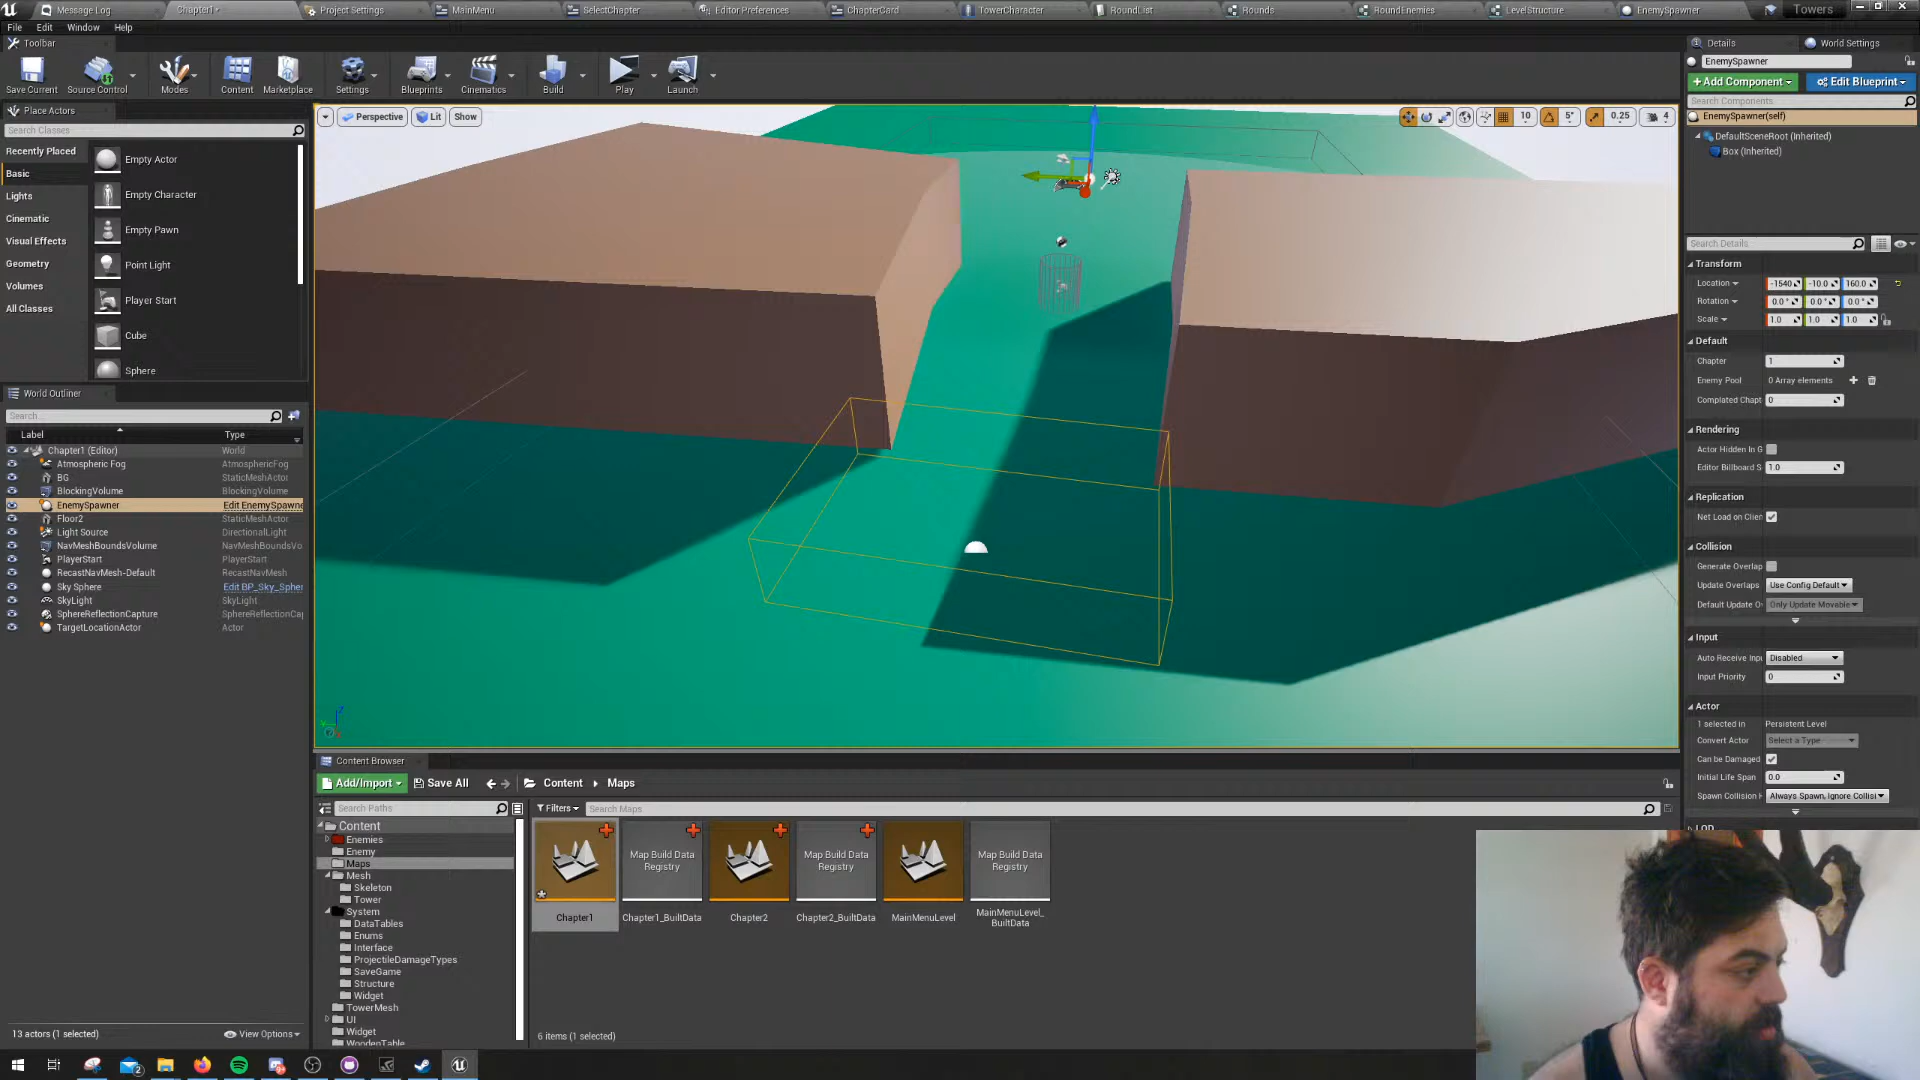 Message Log
Chapter1*
Project Settings
MainMenu
SelectChapter
Editor Preferences
ChapterCard
TowerCharacter
RoundList
Rounds
RoundEnemies
LevelStructure
EnemySpawner
Towers
File Edit Window Help
Toolbar
Save Current
Source Control
Modes
Content
Marketplace
Settings
Blueprints
Cinematics
Build
Play
Launch
Place Actors
Search Classes
Recently Placed
Basic
Lights
Cinematic
Visual Effects
Geometry
Volumes
All Classes
Empty Actor
Empty Character
Empty Pawn
Point Light
Player Start
Cube
Sphere
World Outliner
Search...
Label Type
Chapter1 (Editor) World
Atmospheric Fog AtmosphericFog
BG StaticMeshActor
BlockingVolume BlockingVolume
EnemySpawner Edit EnemySpawne
Floor2 StaticMeshActor
Light Source DirectionalLight
NavMeshBoundsVolume NavMeshBoundsVo
PlayerStart PlayerStart
RecastNavMesh-Default RecastNavMesh
Sky Sphere Edit BP_Sky_Spher
SkyLight SkyLight
SphereReflectionCapture SphereReflectionCap
TargetLocationActor Actor
13 actors (1 selected)
View Options
Perspective Lit Show
10 5° 0.25 4
Content Browser
Add/Import Save All Content Maps
Search Paths
Filters Search Maps
Content
Enemies
Enemy
Maps
Mesh
Skeleton
Tower
System
DataTables
Enums
Interface
ProjectileDamageTypes
SaveGame
Structure
Widget
TowerMesh
UI
Widget
WoodenTable
Map Build Data
Registry
Map Build Data
Registry
Map Build Data
Registry
Chapter1
Chapter1_BuiltData
Chapter2
Chapter2_BuiltData
MainMenuLevel
MainMenuLevel_
BuiltData
6 items (1 selected)
Details World Settings
EnemySpawner
Add Component Edit Blueprint
Search Components
EnemySpawner(self)
DefaultSceneRoot (Inherited)
Box (Inherited)
Search Details
Transform
Location -1540 -10.0 160.0
Rotation 0.0° 0.0° 0.0°
Scale 1.0 1.0 1.0
Default
Chapter 1
Enemy Pool 0 Array elements
Complated Chapt 0
Rendering
Actor Hidden In G
Editor Billboard S 1.0
Replication
Net Load on Clien
Collision
Generate Overlap
Update Overlaps Use Config Default
Default Update O Only Update Movable
Input
Auto Receive Inpu Disabled
Input Priority 0
Actor
1 selected in Persistent Level
Convert Actor Select a Type
Can be Damaged
Initial Life Span 0.0
Spawn Collision H Always Spawn, Ignore Collisi
LOD